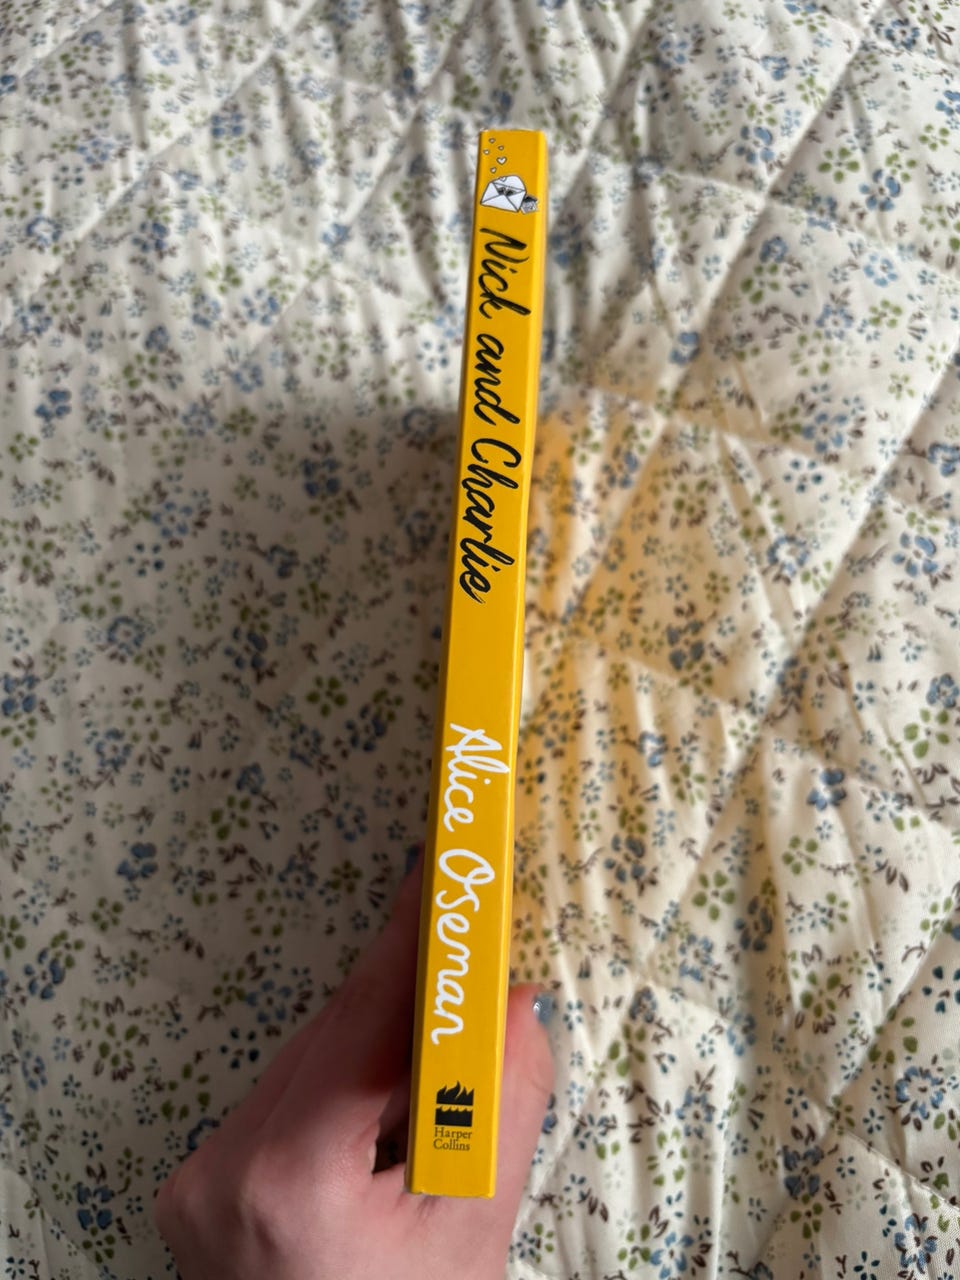 Nick and Charlie
Alice Oseman
Harper
Collins